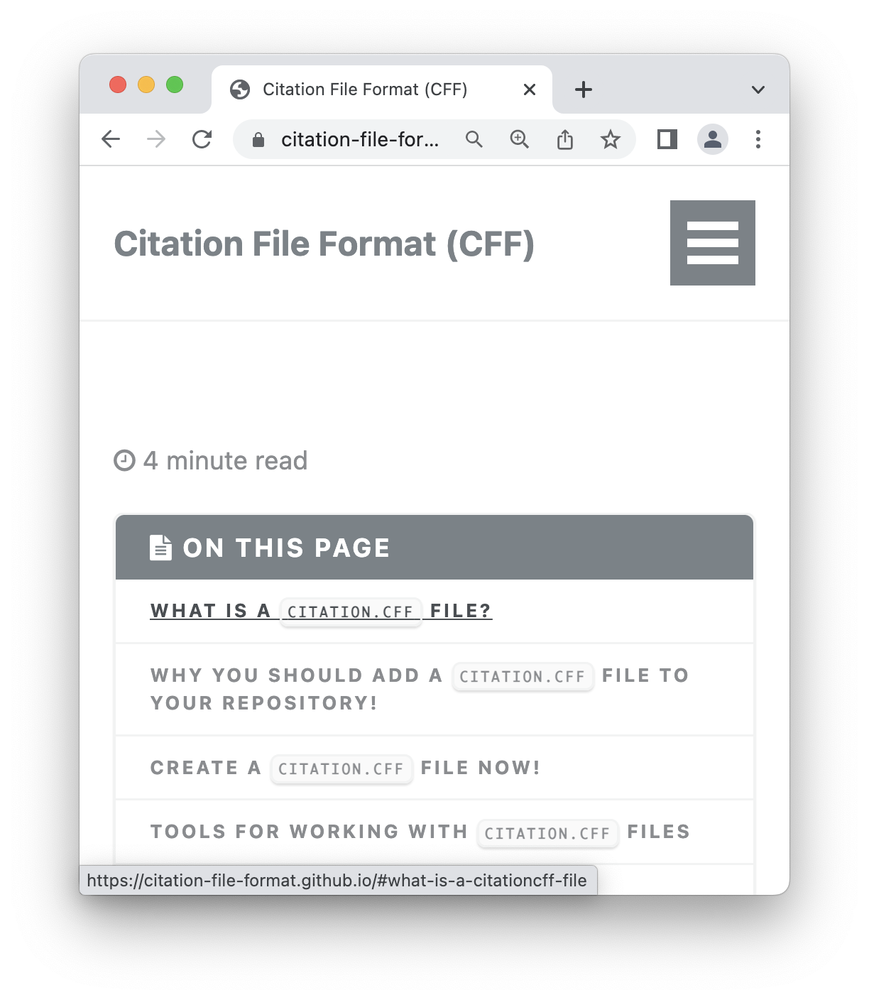 Citation File Format (CFF)
citation-file-for...
Citation File Format (CFF)
4 minute read
ON THIS PAGE
WHAT IS A CITATION.CFF FILE?
WHY YOU SHOULD ADD A CITATION.CFF FILE TO
YOUR REPOSITORY!
CREATE A CITATION.CFF FILE NOW!
TOOLS FOR WORKING WITH CITATION.CFF FILES
https://citation-file-format.github.io/#what-is-a-citationcff-file